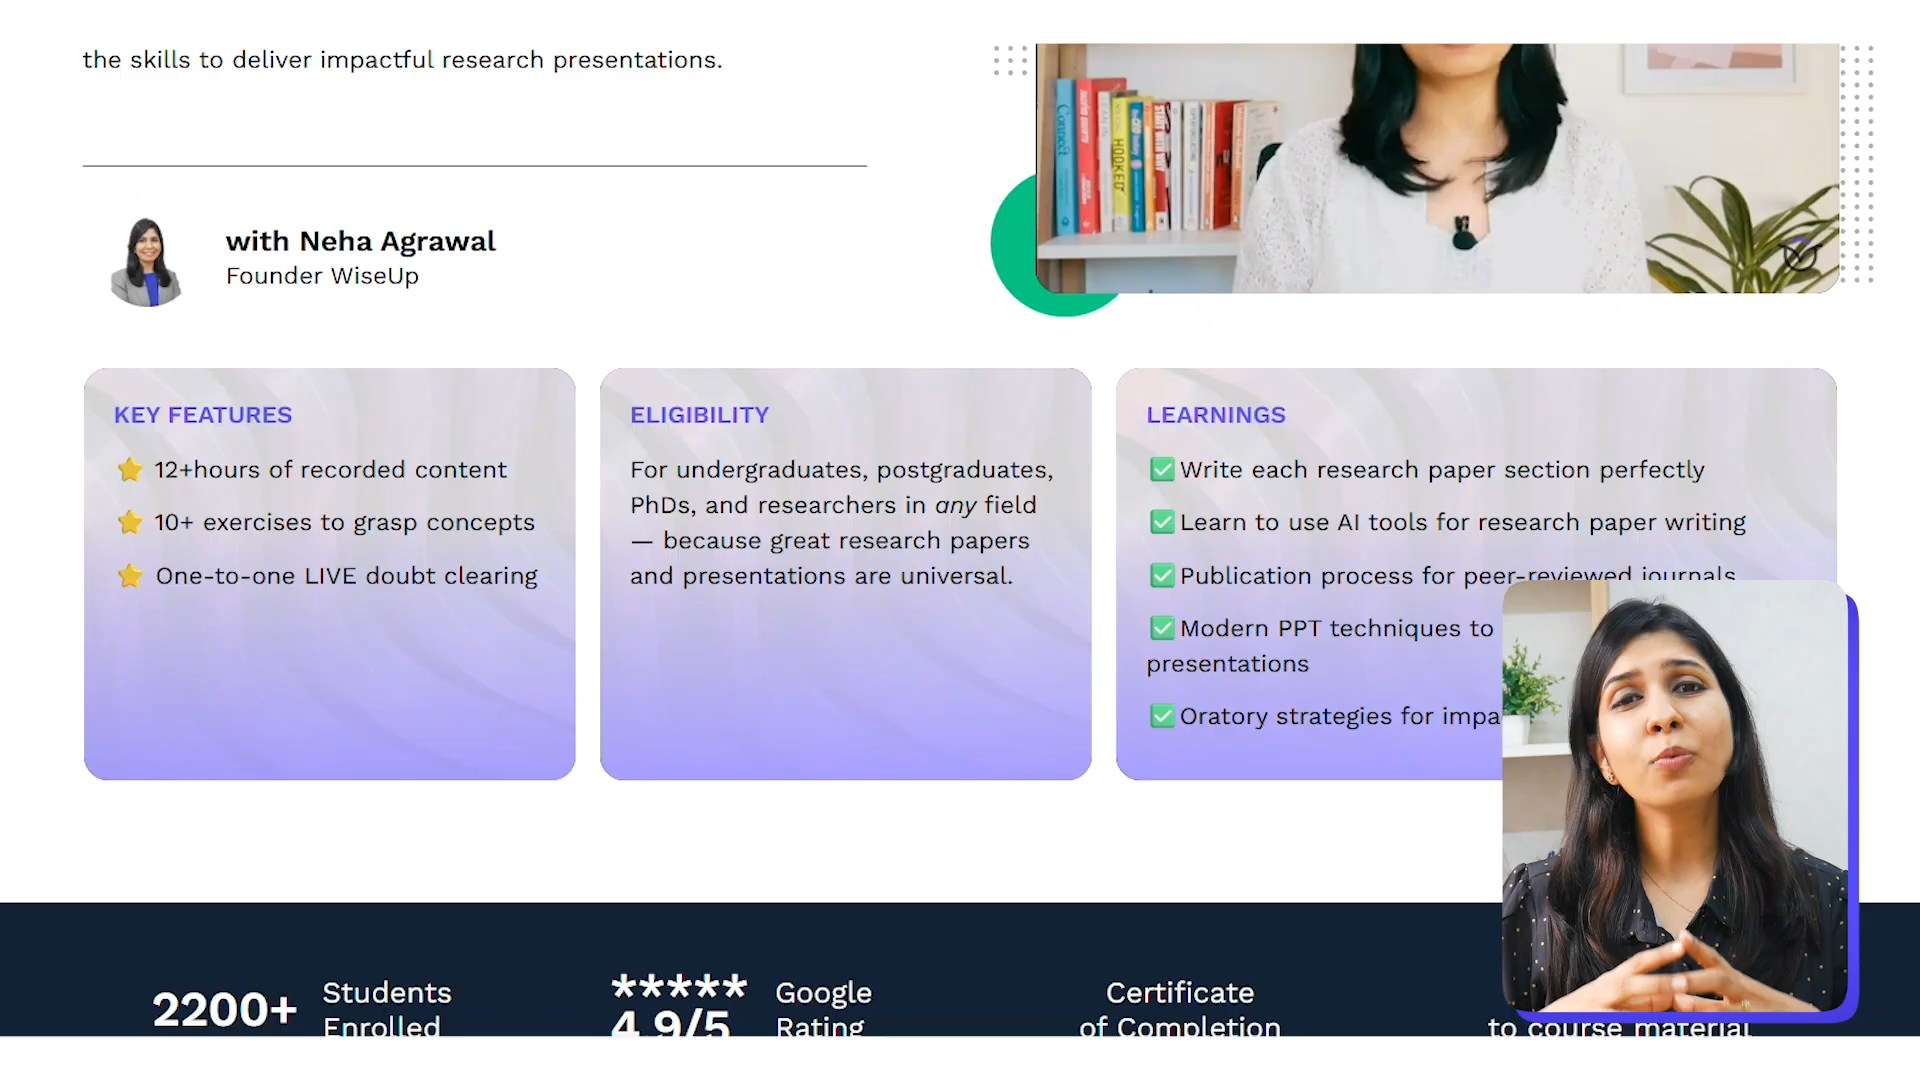 the skills to deliver impactful research presentations.
with Neha Agrawal
Founder WiseUp
Connect
HOOKED
KEY FEATURES
⭐ 12+hours of recorded content
⭐ 10+ exercises to grasp concepts
⭐ One-to-one LIVE doubt clearing
ELIGIBILITY
For undergraduates, postgraduates,
PhDs, and researchers in any field
— because great research papers
and presentations are universal.
LEARNINGS
✅Write each research paper section perfectly
✅Learn to use AI tools for research paper writing
✅Publication process for peer-reviewed journals
✅Modern PPT techniques to
presentations
✅Oratory strategies for impa
2200+
Students
Enrolled
★★★★★
4.9/5
Google
Rating
Certificate
of Completion
to course material